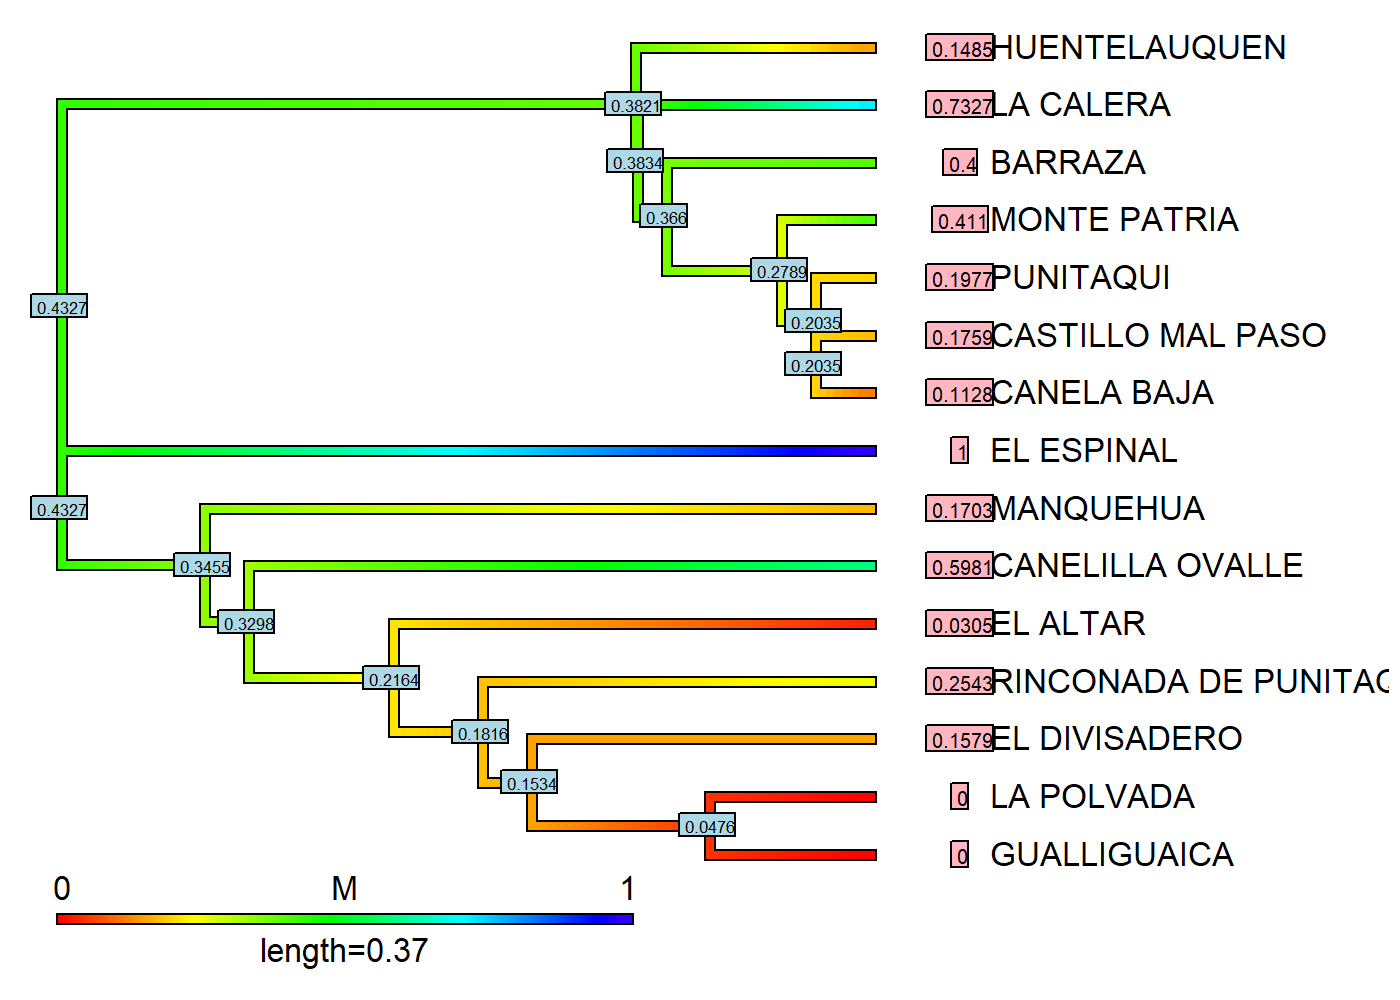 0.1485 HUENTELAUQUEN
0.3821 0.7327 LA CALERA
0.3834 0.4 BARRAZA
0.366 0.411 MONTE PATRIA
0.2789 0.1977 PUNITAQUI
0.4327
0.2035 0.1759 CASTILLO MAL PASO
0.2035
0.1128 CANELA BAJA
1 EL ESPINAL
0.4327 0.1703 MANQUEHUA
0.3455 0.5981 CANELILLA OVALLE
0.3298 0.0305 EL ALTAR
0.2164 0.2543 RINCONADA DE PUNITAQ
0.1816 0.1579 EL DIVISADERO
0.1534 0 LA POLVADA
0.0476
0 GUALLIGUAICA
0 M 1
length=0.37